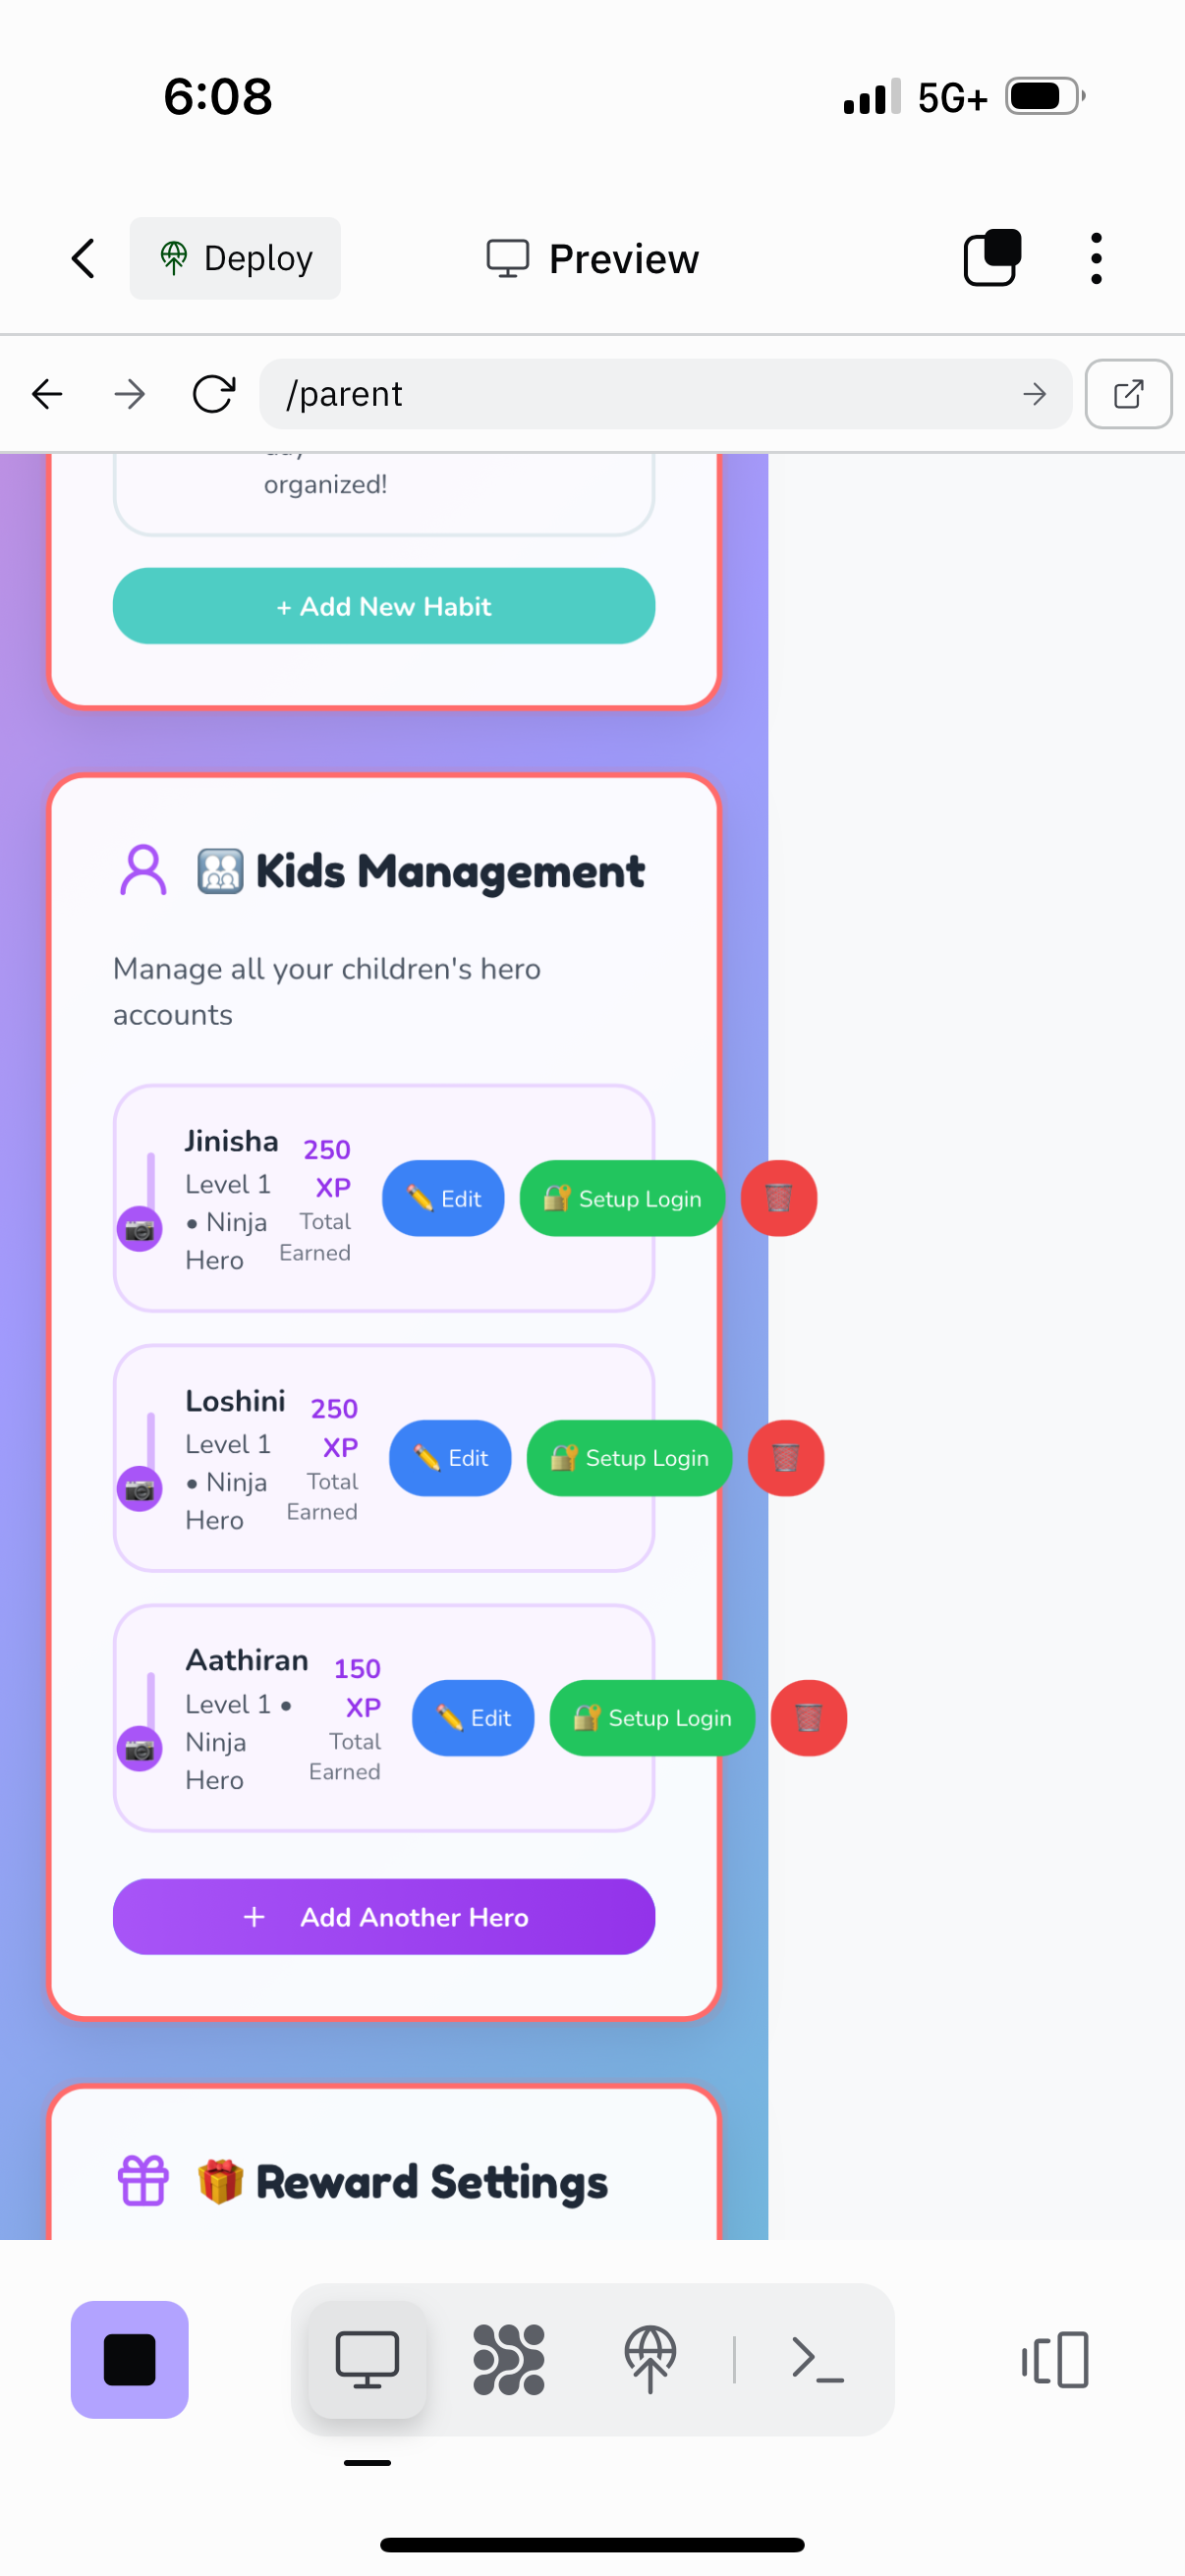 6:08
5G+
Deploy
Preview
/parent
organized!
+ Add New Habit
Kids Management
Manage all your children's hero
accounts
Jinisha
Level 1
• Ninja
Hero
250
XP
Total
Earned
Edit
Setup Login
Loshini
Level 1
• Ninja
Hero
250
XP
Total
Earned
Edit
Setup Login
Aathiran
Level 1 •
Ninja
Hero
150
XP
Total
Earned
Edit
Setup Login
+ Add Another Hero
Reward Settings